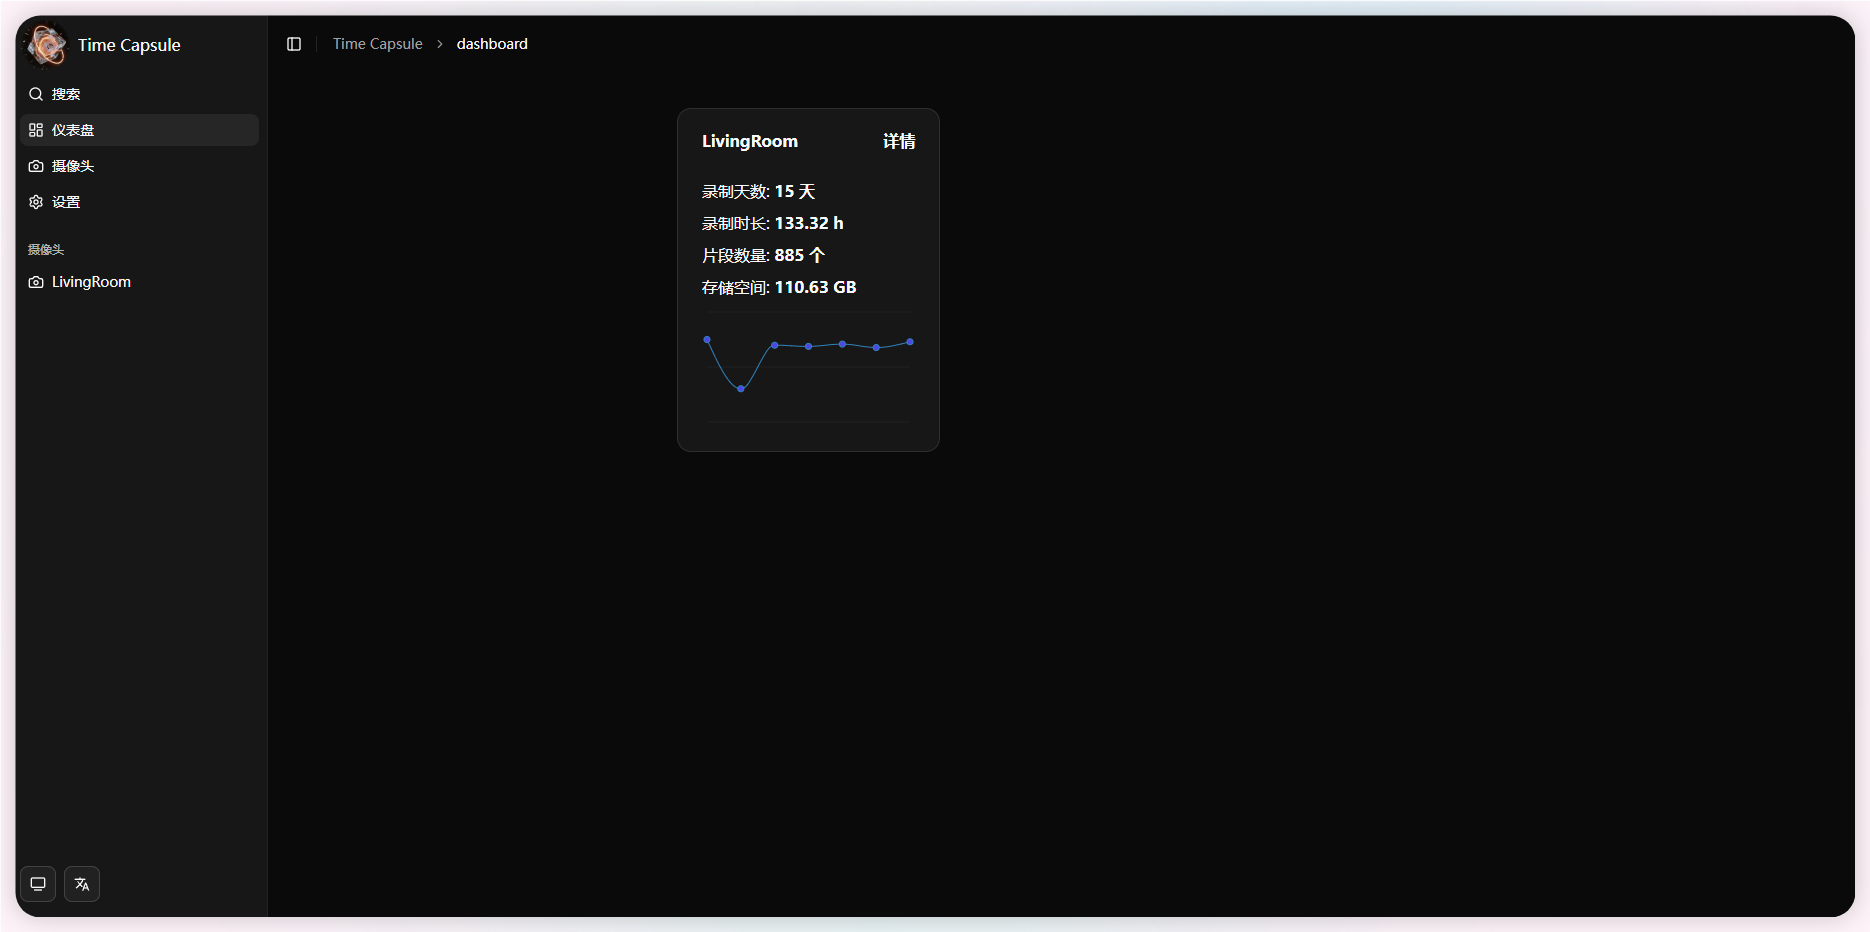 Time Capsule
搜索
仪表盘
摄像头
设置
摄像头
LivingRoom
Time Capsule > dashboard
LivingRoom 详情
录制天数: 15 天
录制时长: 133.32 h
片段数量: 885 个
存储空间: 110.63 GB